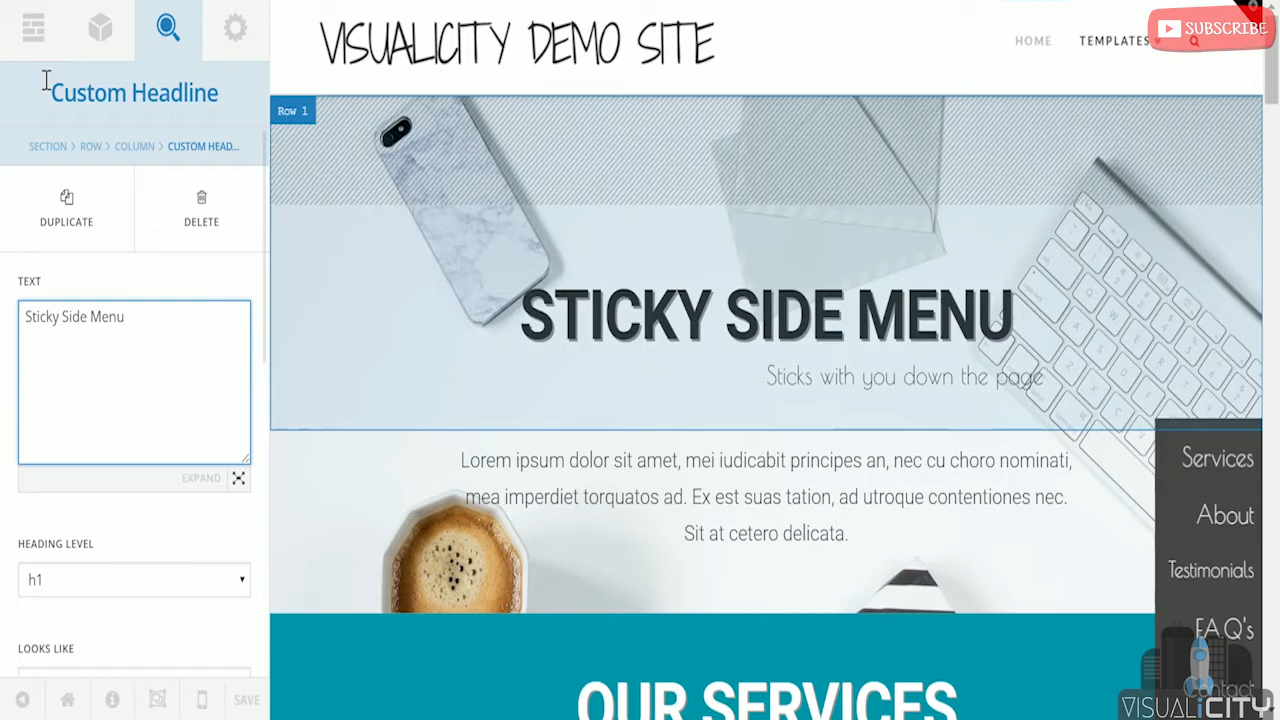 VISUALICITY DEMO SITE
HOME
TEMPLATES
SUBSCRIBE
Custom Headline
SECTION > ROW > COLUMN > CUSTOM HEAD...
DUPLICATE
DELETE
TEXT
Sticky Side Menu
EXPAND
HEADING LEVEL
h1
LOOKS LIKE
SAVE
Row 1
STICKY SIDE MENU
Sticks with you down the page
Lorem ipsum dolor sit amet, mei iudicabit principes an, nec cu choro nominati,
mea imperdiet torquatos ad. Ex est suas tation, ad utroque contentiones nec.
Sit at cetero delicata.
Services
About
Testimonials
F.A.Q's
Contact
OUR SERVICES
VISUALiCITY